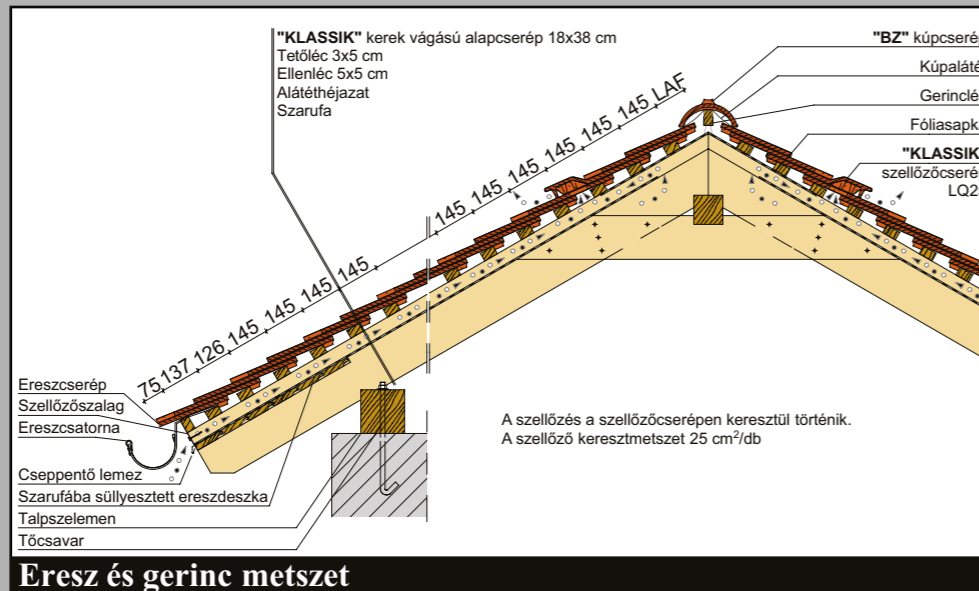 "KLASSIK" kerek vágású alapcserép 18x38 cm
Tetőléc 3x5 cm
Ellenléc 5x5 cm
Alátéthéjazat
Szarufa
"BZ" kúpcserép
Kúpaláté
Gerinclé
Fóliasapk
"KLASSIK
szellőzőcseré
LQ2
75 137 126 145 145 145 145 145 145 145 145 145 145 LAF
Ereszcserép
Szellőzőszalag
Ereszcsatorna
Cseppentő lemez
Szarufába süllyesztett ereszdeszka
Talpszelemen
Tőcsavar
A szellőzés a szellőzőcserépen keresztül történik.
A szellőző keresztmetszet 25 cm²/db
Eresz és gerinc metszet